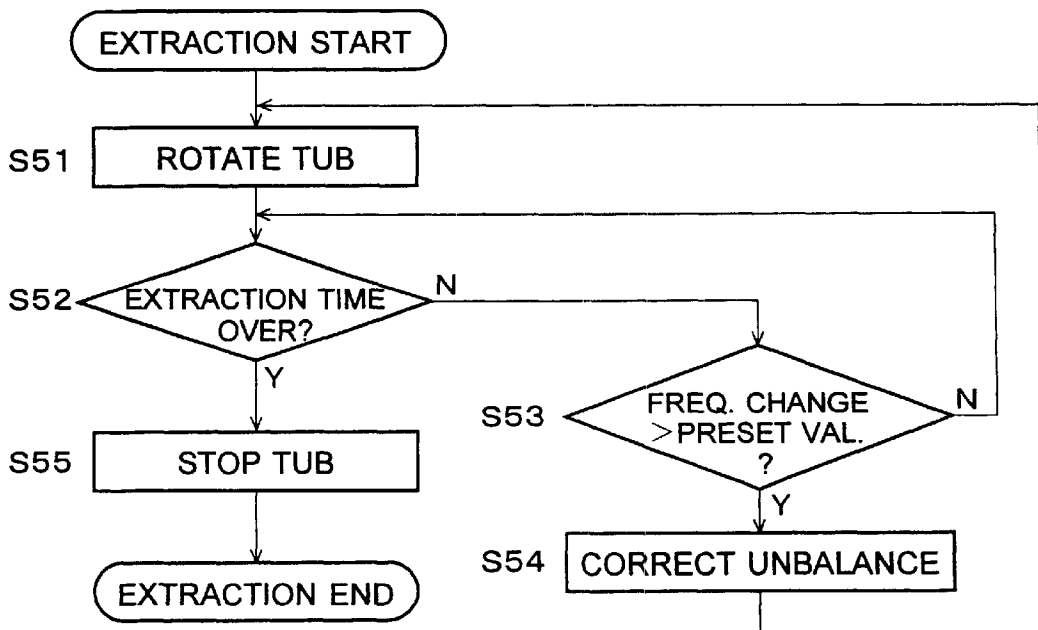 EXTRACTION START
S51
ROTATE TUB
S52
EXTRACTION TIME
OVER?
N
Y
S53
FREQ. CHANGE
>PRESET VAL.
?
N
Y
S55
STOP TUB
S54
CORRECT UNBALANCE
EXTRACTION END